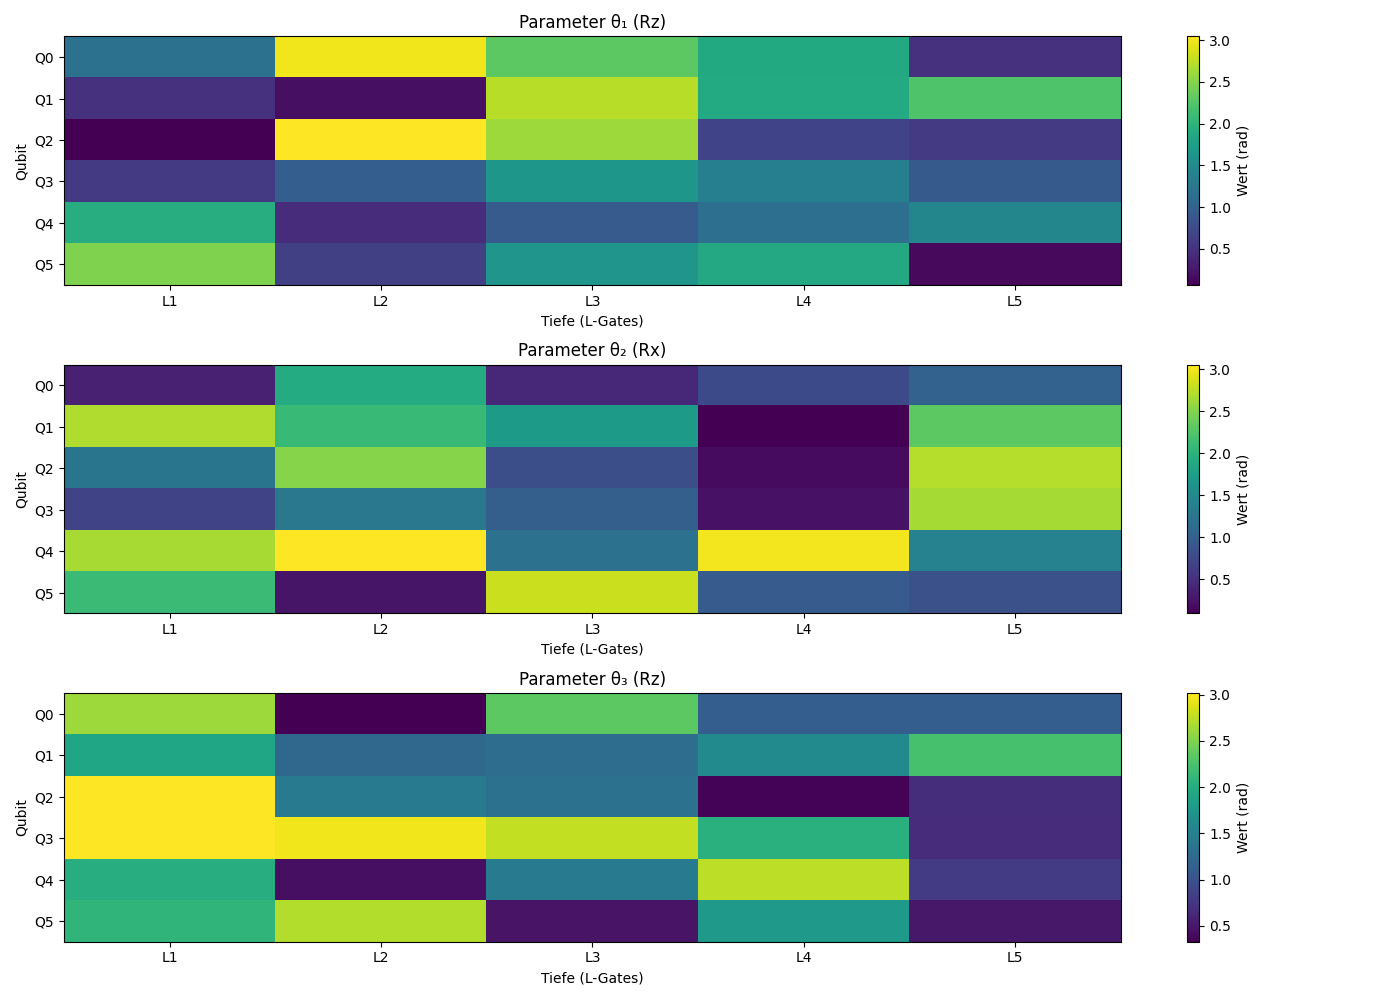 Parameter θ₁ (Rz)
Q0
Q1
Q2
Q3
Q4
Q5
Qubit
L1 L2 L3 L4 L5
Tiefe (L-Gates)
3.0
2.5
2.0
1.5
1.0
0.5
Wert (rad)
Parameter θ₂ (Rx)
Q0
Q1
Q2
Q3
Q4
Q5
Qubit
L1 L2 L3 L4 L5
Tiefe (L-Gates)
3.0
2.5
2.0
1.5
1.0
0.5
Wert (rad)
Parameter θ₃ (Rz)
Q0
Q1
Q2
Q3
Q4
Q5
Qubit
L1 L2 L3 L4 L5
Tiefe (L-Gates)
3.0
2.5
2.0
1.5
1.0
0.5
Wert (rad)